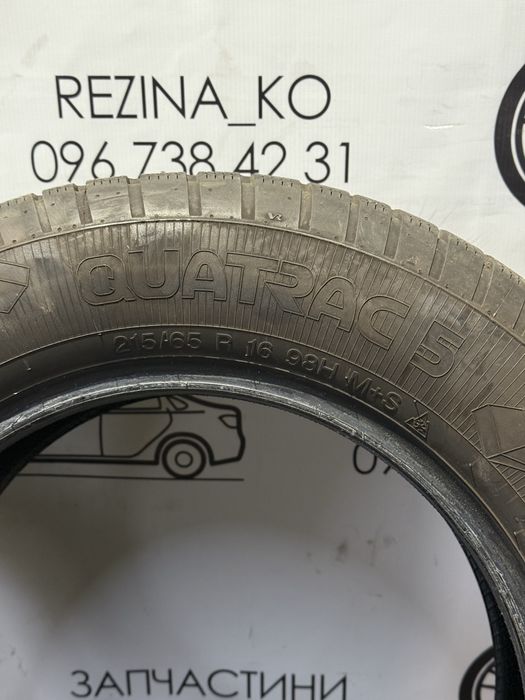 REZINA_KO
096 738 42 31
QUATRAC 5
215/65 R 16 98H M+S
ЗАПЧАСТИНИ